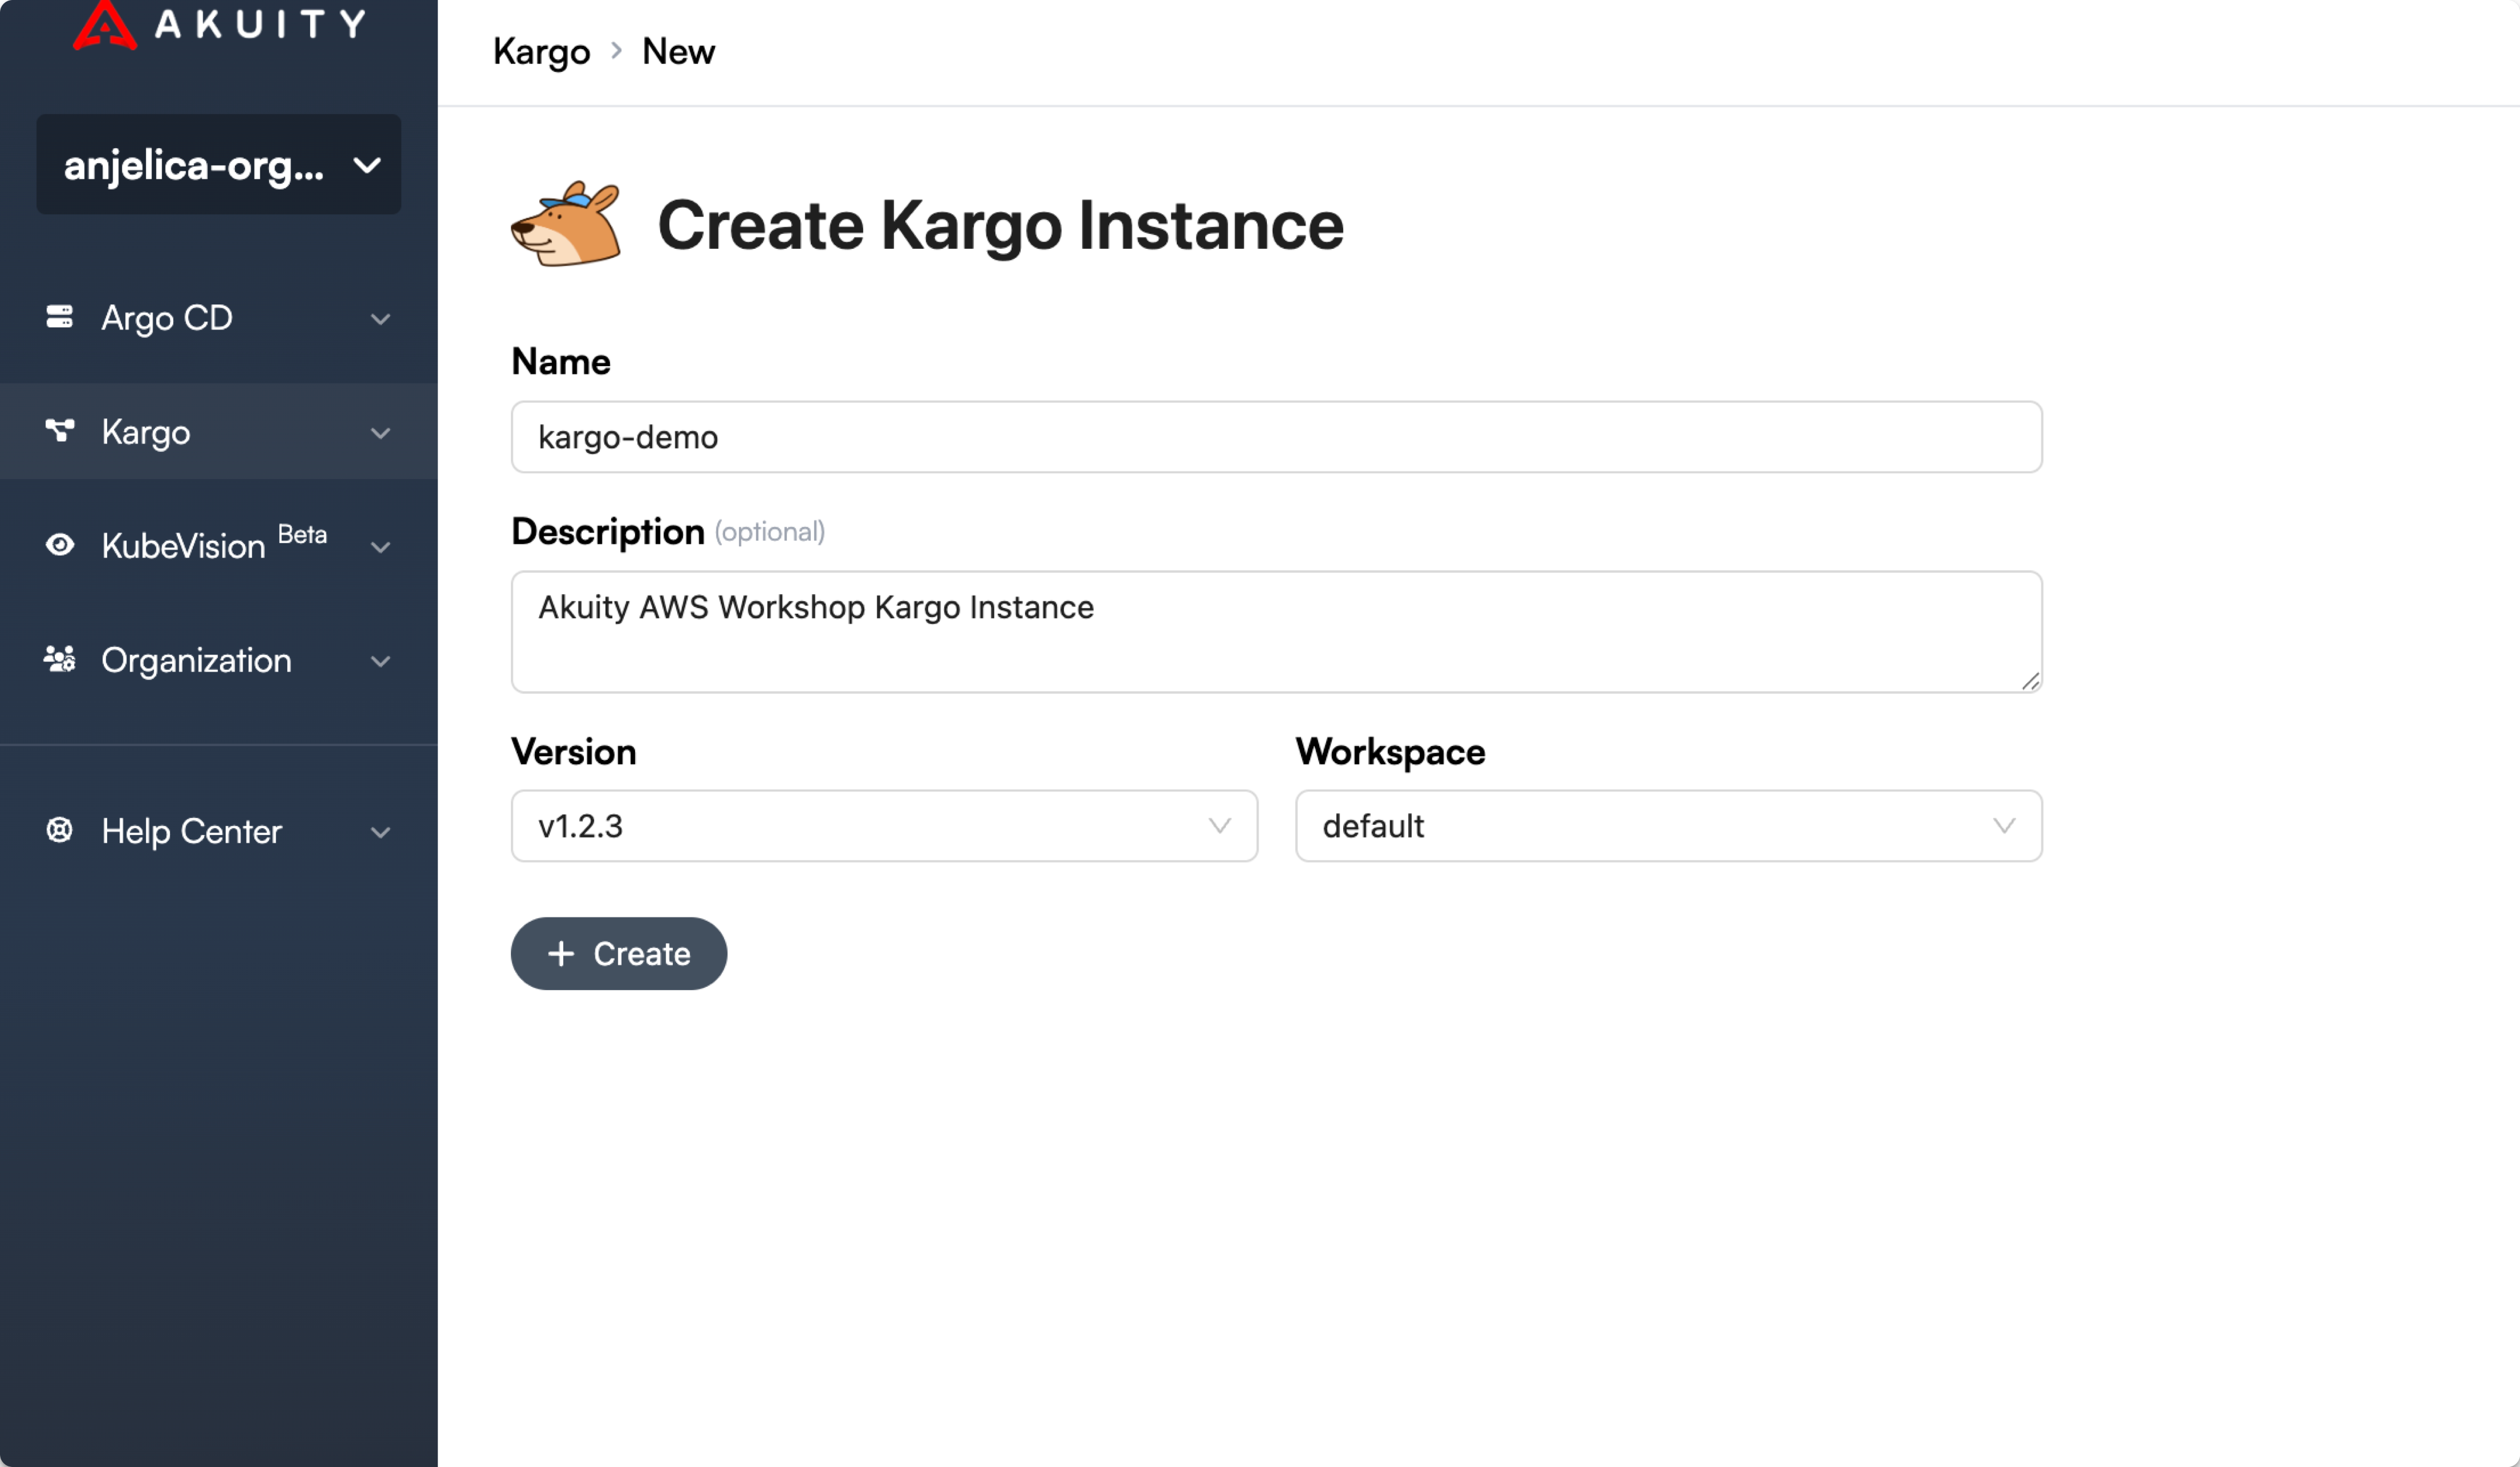 AKUITY
anjelica-org...
Argo CD
Kargo
KubeVision Beta
Organization
Help Center
Kargo > New
Create Kargo Instance
Name
kargo-demo
Description (optional)
Akuity AWS Workshop Kargo Instance
Version
Workspace
v1.2.3
default
+ Create